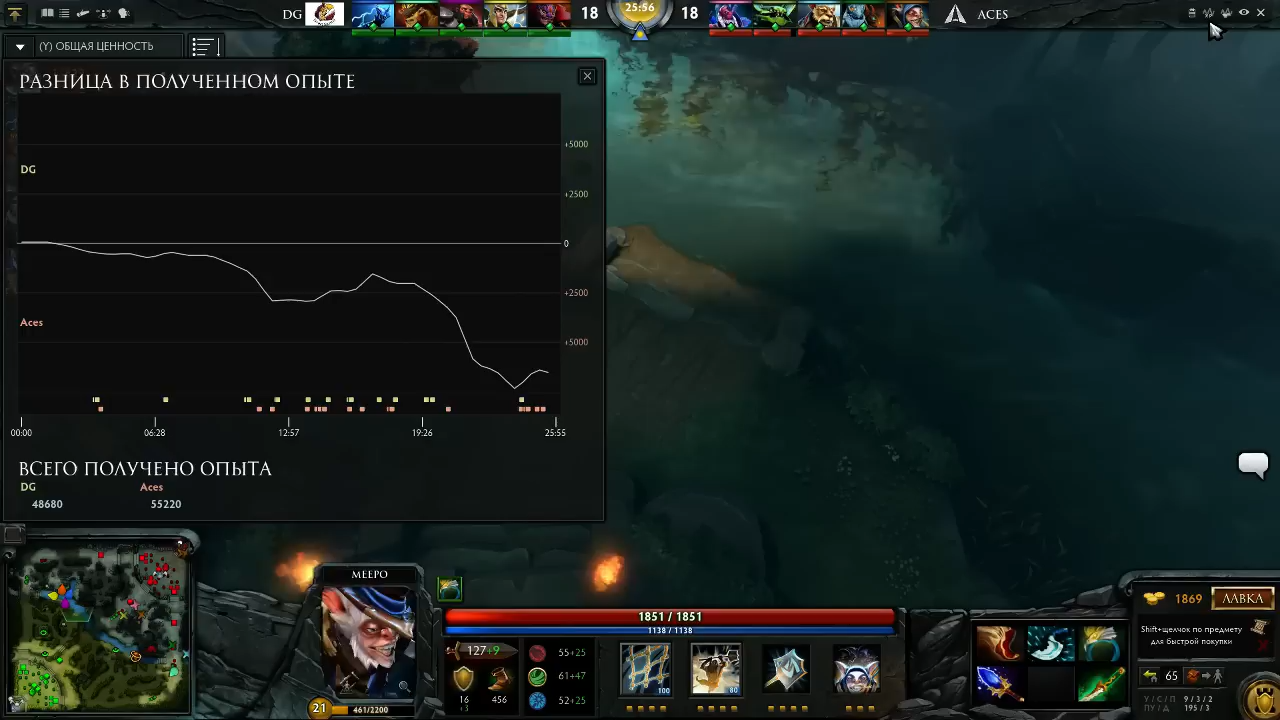 DG
18
25:56
18
ACES
(Y) ОБЩАЯ ЦЕННОСТЬ
РАЗНИЦА В ПОЛУЧЕННОМ ОПЫТЕ
+5000
DG
+2500
0
+2500
Aces
+5000
00:00
06:28
12:57
19:26
25:55
ВСЕГО ПОЛУЧЕНО ОПЫТА
DG
Aces
48680
55220
МЕЕРО
1851 / 1851
1138 / 1138
127+9
16
456
55+25
61+47
52+25
100
80
21
461/2200
1869
ЛАВКА
Shift+щелчок по предмету
для быстрой покупки
65
У / С / П
9 / 3 / 2
ПУ / Д
195 / 3